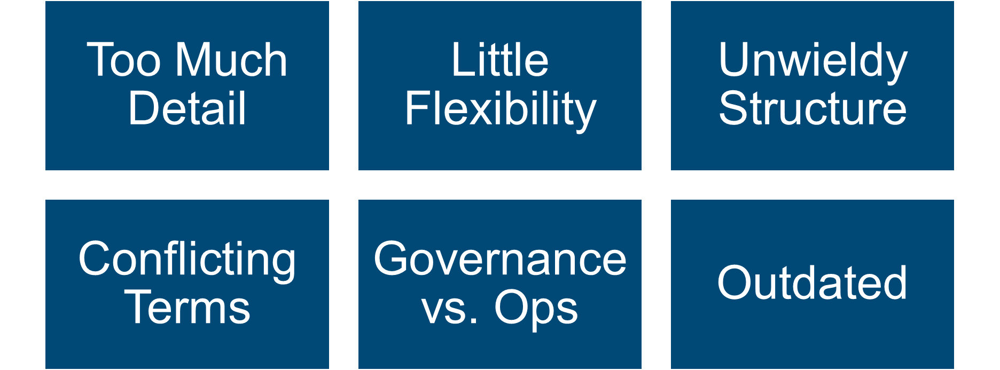 Too Much
Detail
Little
Flexibility
Unwieldy
Structure
Conflicting
Terms
Governance
vs. Ops
Outdated